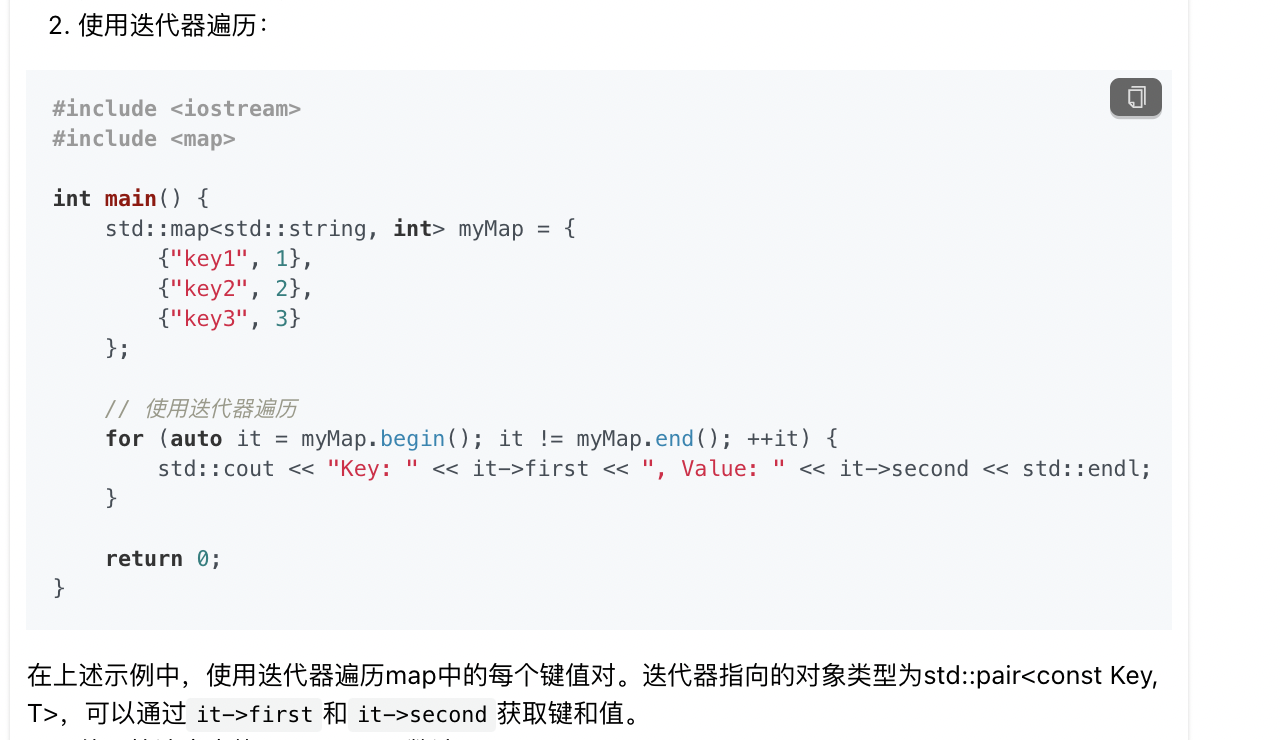 2. 使用迭代器遍历：
#include <iostream>
#include <map>
int main() {
std::map<std::string, int> myMap = {
{"key1", 1},
{"key2", 2},
{"key3", 3}
};
// 使用迭代器遍历
for (auto it = myMap.begin(); it != myMap.end(); ++it) {
std::cout << "Key: " << it->first << ", Value: " << it->second << std::endl;
}
return 0;
}
在上述示例中，使用迭代器遍历map中的每个键值对。迭代器指向的对象类型为std::pair<const Key,
T>，可以通过 it->first 和 it->second 获取键和值。